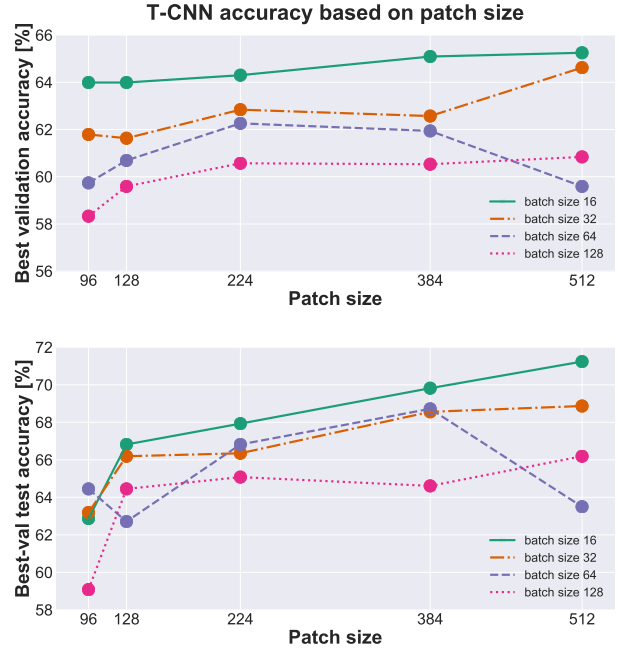 T-CNN accuracy based on patch size
Best validation accuracy [%]
66
64
62
60
58
56
batch size 16
batch size 32
batch size 64
batch size 128
96 128 224 384 512
Patch size
Best-val test accuracy [%]
72
70
68
66
64
62
60
58
batch size 16
batch size 32
batch size 64
batch size 128
96 128 224 384 512
Patch size